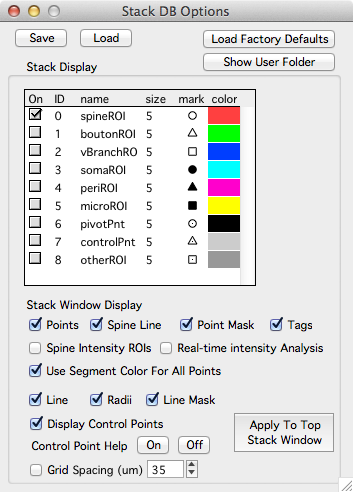 Stack DB Options
Save Load Load Factory Defaults
Show User Folder
Stack Display
On ID name size mark color
0 spineROI 5
1 boutonROI 5
2 vBranchRO 5
3 somaROI 5
4 periROI 5
5 microROI 5
6 pivotPnt 5
7 controlPnt 5
8 otherROI 5
Stack Window Display
Points Spine Line Point Mask Tags
Spine Intensity ROIs Real-time intensity Analysis
Use Segment Color For All Points
Line Radii Line Mask
Display Control Points
Control Point Help On Off
Apply To Top
Stack Window
Grid Spacing (um) 35